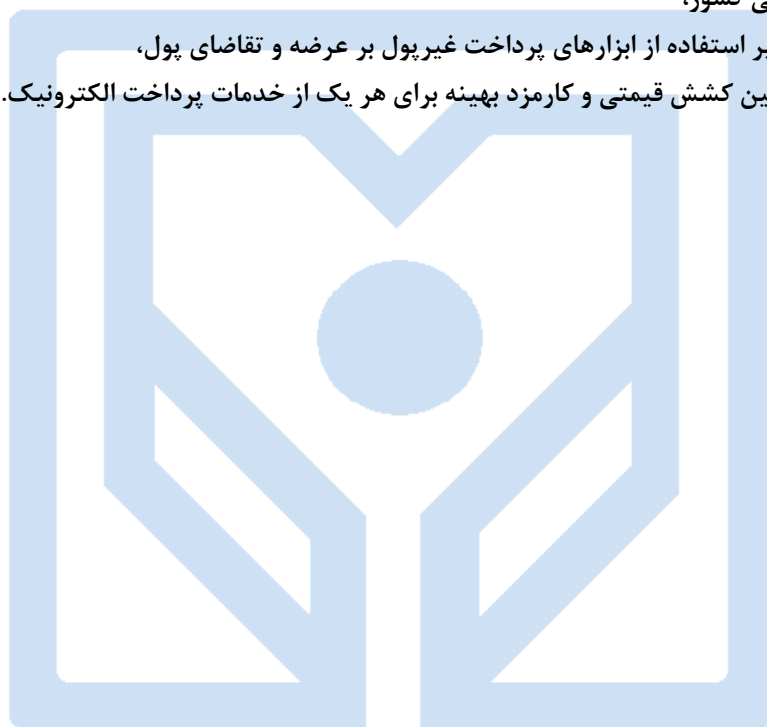 کشور،
استفاده از ابزارهای پرداخت غیرپول بر عرضه و تقاضای پول،
کشش قیمتی و کارمزد بهینه برای هر یک از خدمات پرداخت الکترونیک.